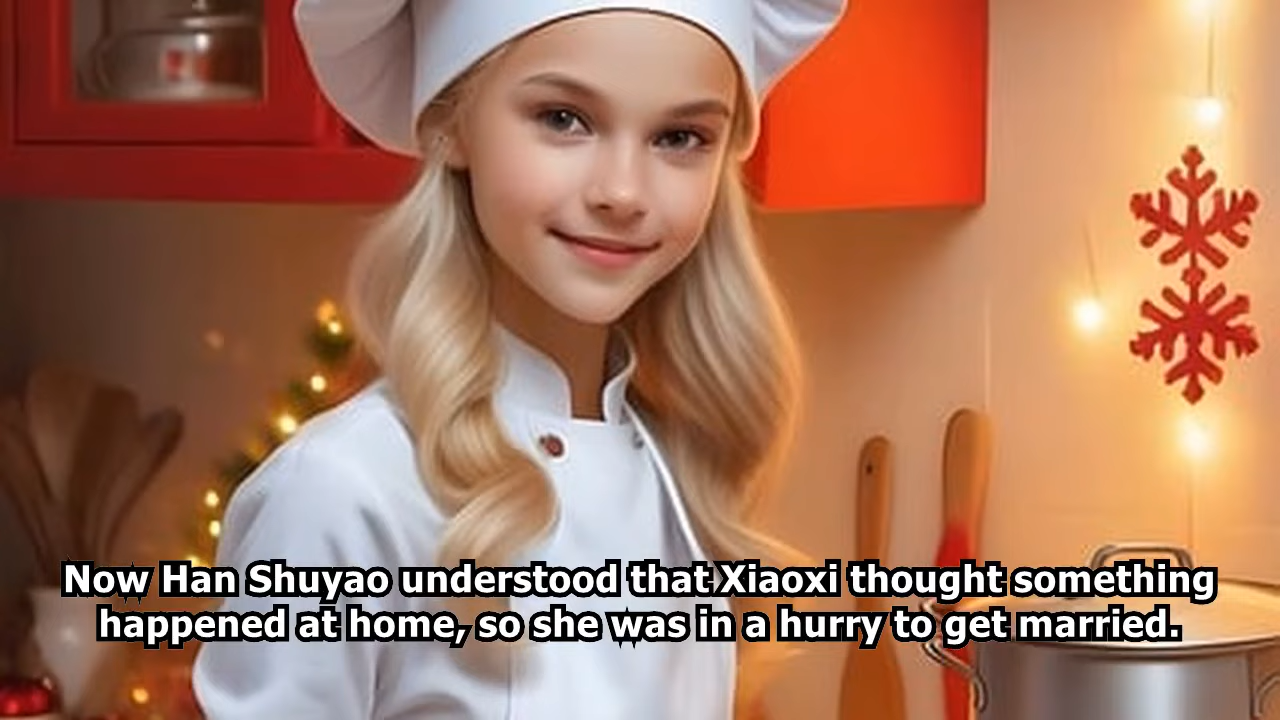 Now Han Shuyao understood that Xiaoxi thought something
happened at home, so she was in a hurry to get married.